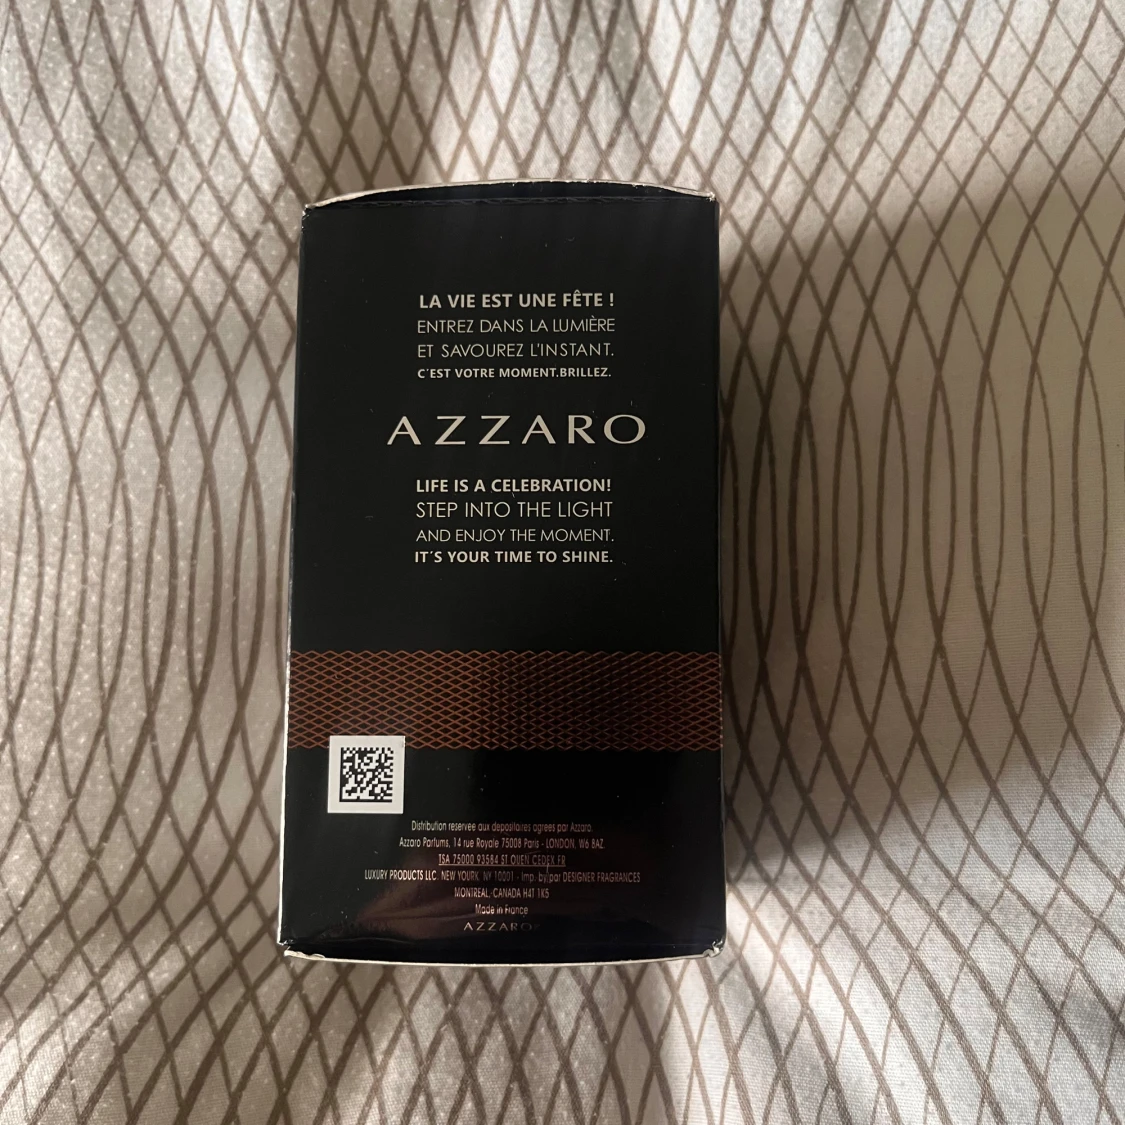 LA VIE EST UNE FÊTE !
ENTREZ DANS LA LUMIÈRE
ET SAVOUREZ L'INSTANT.
C'EST VOTRE MOMENT.BRILLEZ.
AZZARO
LIFE IS A CELEBRATION!
STEP INTO THE LIGHT
AND ENJOY THE MOMENT.
IT'S YOUR TIME TO SHINE.
Distribution reservee aux depositaires agrees par Azzaro.
Azzaro Parfums, 14 rue Royale 75008 Paris - LONDON, W6 8AZ.
TSA 75000 93584 ST OUEN CEDEX FR
LUXURY PRODUCTS LLC. NEW YOURK, NY 10001 - Imp. by/par DESIGNER FRAGRANCES
MONTREAL, CANADA H4T 1K5
Made in France
AZZARO